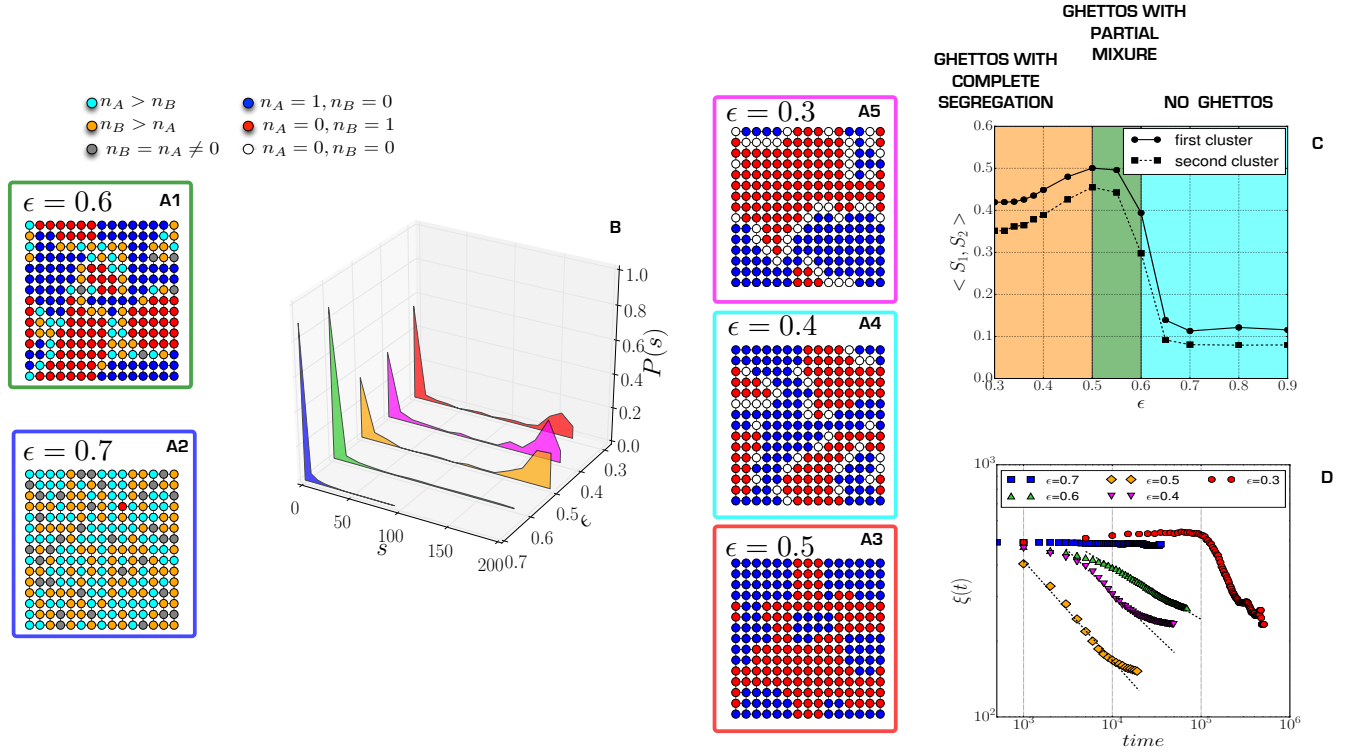 GHETTOS WITH
PARTIAL
MIXURE
GHETTOS WITH
COMPLETE
SEGREGATION
NO GHETTOS
n_A > n_B
n_A = 1, n_B = 0
n_B > n_A
n_A = 0, n_B = 1
n_B = n_A ≠ 0
n_A = 0, n_B = 0
ϵ = 0.6
A1
ϵ = 0.7
A2
B
1.0
0.8
0.6
0.4
0.2
0.0
P(s)
0
50
100
150
200
s
0.3
0.4
0.5
0.6
0.7
ϵ
ϵ = 0.3
A5
ϵ = 0.4
A4
ϵ = 0.5
A3
C
first cluster
second cluster
0.6
0.5
0.4
0.3
0.2
0.1
0
< S_1, S_2 >
0.3
0.4
0.5
0.6
0.7
0.8
0.9
ϵ
D
ϵ=0.7
ϵ=0.5
ϵ=0.3
ϵ=0.6
ϵ=0.4
10^3
10^2
ξ(t)
10^3
10^4
10^5
10^6
time